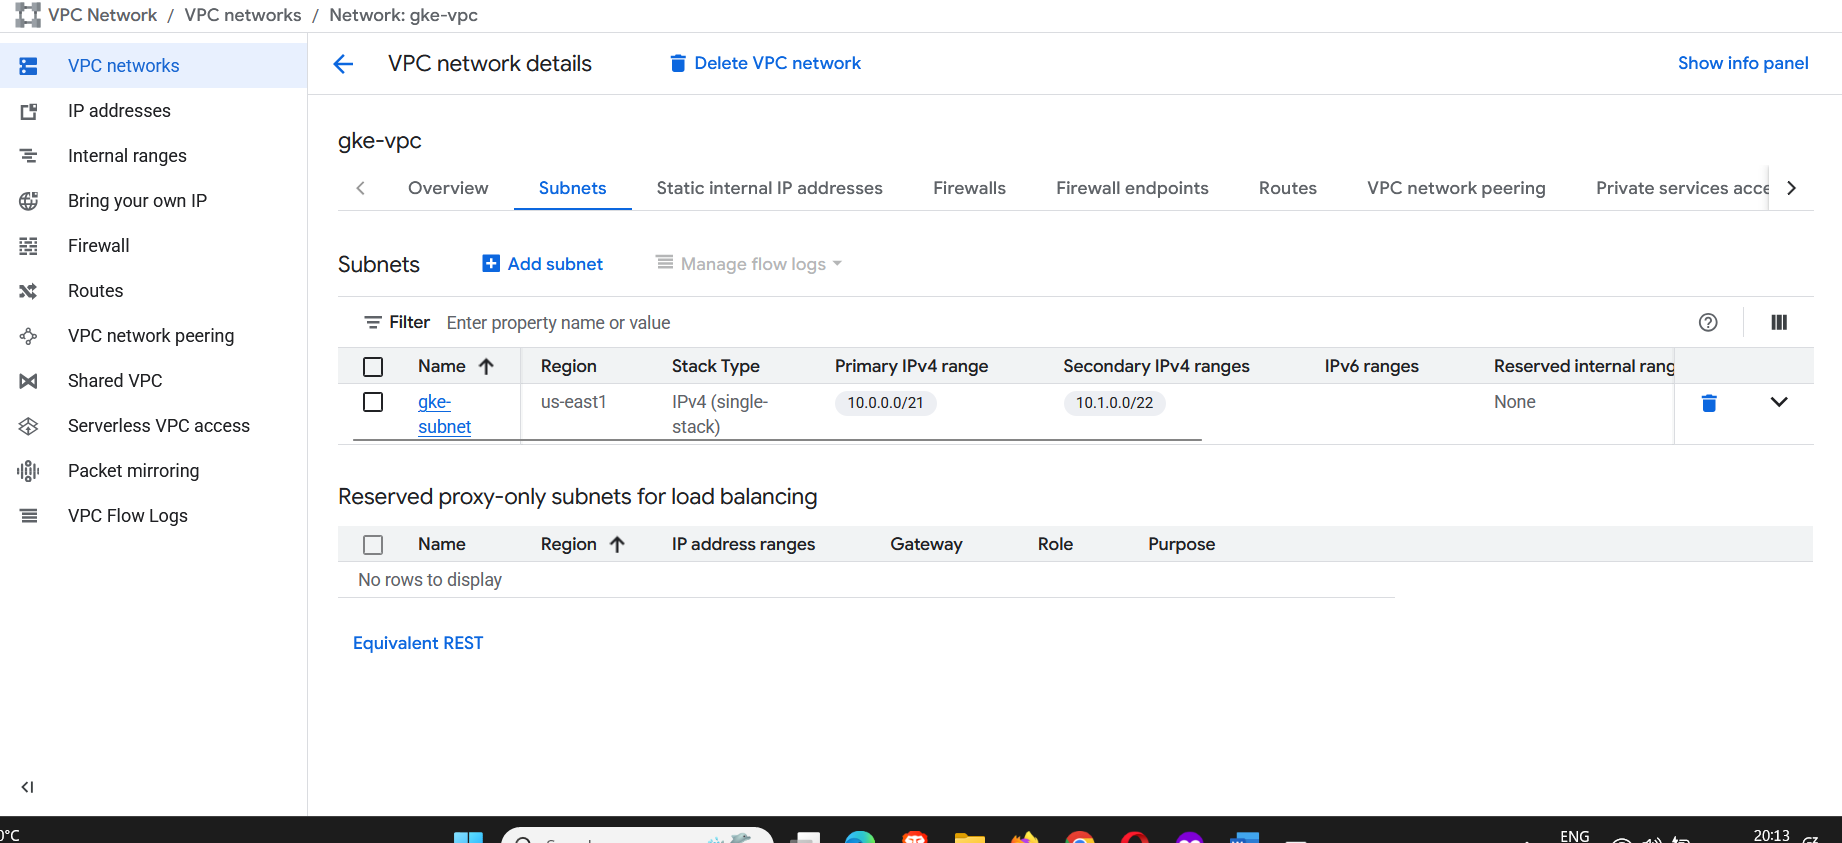 VPC Network / VPC networks / Network: gke-vpc
VPC networks
IP addresses
Internal ranges
Bring your own IP
Firewall
Routes
VPC network peering
Shared VPC
Serverless VPC access
Packet mirroring
VPC Flow Logs
VPC network details
Delete VPC network
Show info panel
gke-vpc
Overview Subnets Static internal IP addresses Firewalls Firewall endpoints Routes VPC network peering Private services acce
Subnets Add subnet Manage flow logs
Filter Enter property name or value
Name Region Stack Type Primary IPv4 range Secondary IPv4 ranges IPv6 ranges Reserved internal rang
gke-subnet us-east1 IPv4 (single-stack) 10.0.0.0/21 10.1.0.0/22 None
Reserved proxy-only subnets for load balancing
Name Region IP address ranges Gateway Role Purpose
No rows to display
Equivalent REST
0°C
ENG
20:13